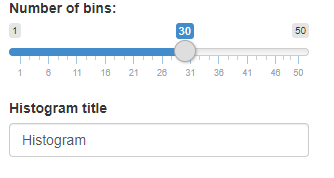 Number of bins:
1 30 50
1 6 11 16 21 26 31 36 41 46 50
Histogram title
Histogram